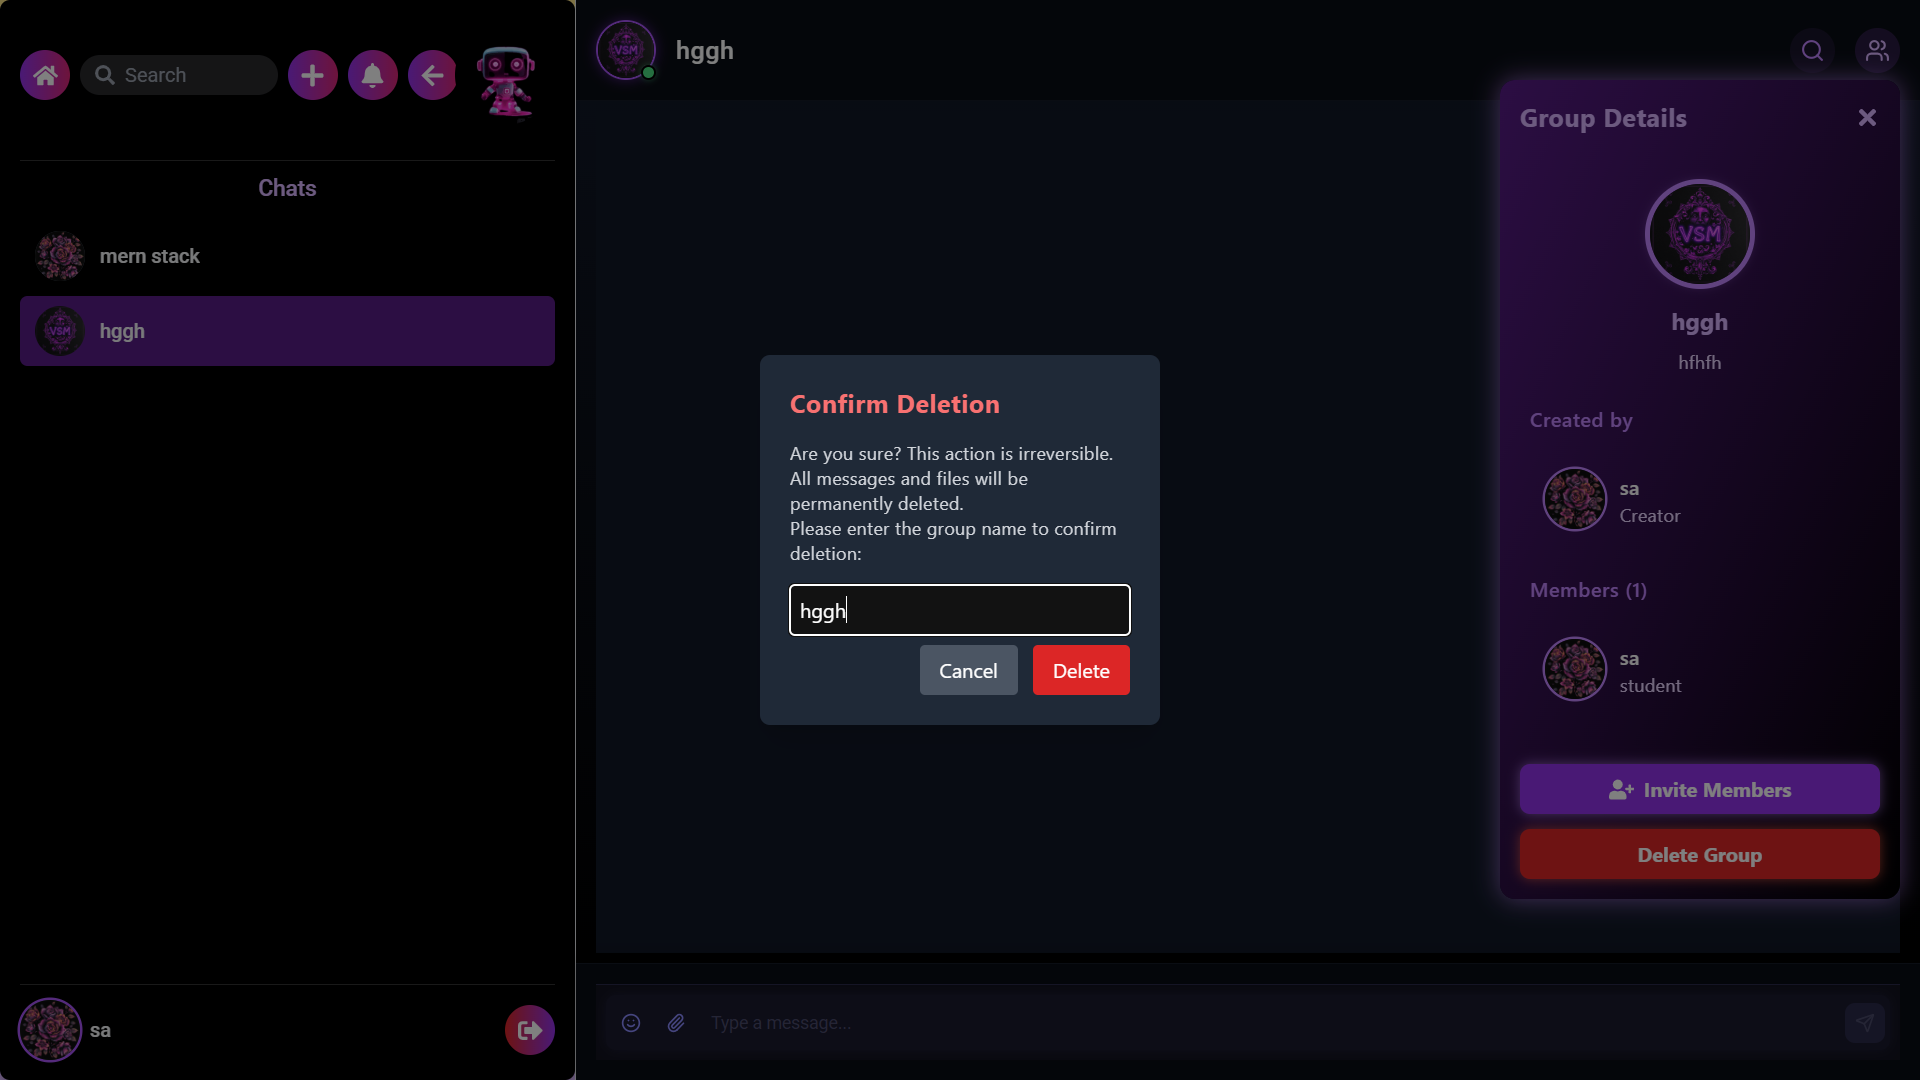 Search
Chats
mern stack
hggh
sa
VSM
hggh
Confirm Deletion
Are you sure? This action is irreversible.
All messages and files will be
permanently deleted.
Please enter the group name to confirm
deletion:
hggh
Cancel
Delete
Type a message...
Group Details
VSM
hggh
hfhfh
Created by
sa
Creator
Members (1)
sa
student
Invite Members
Delete Group
VSM